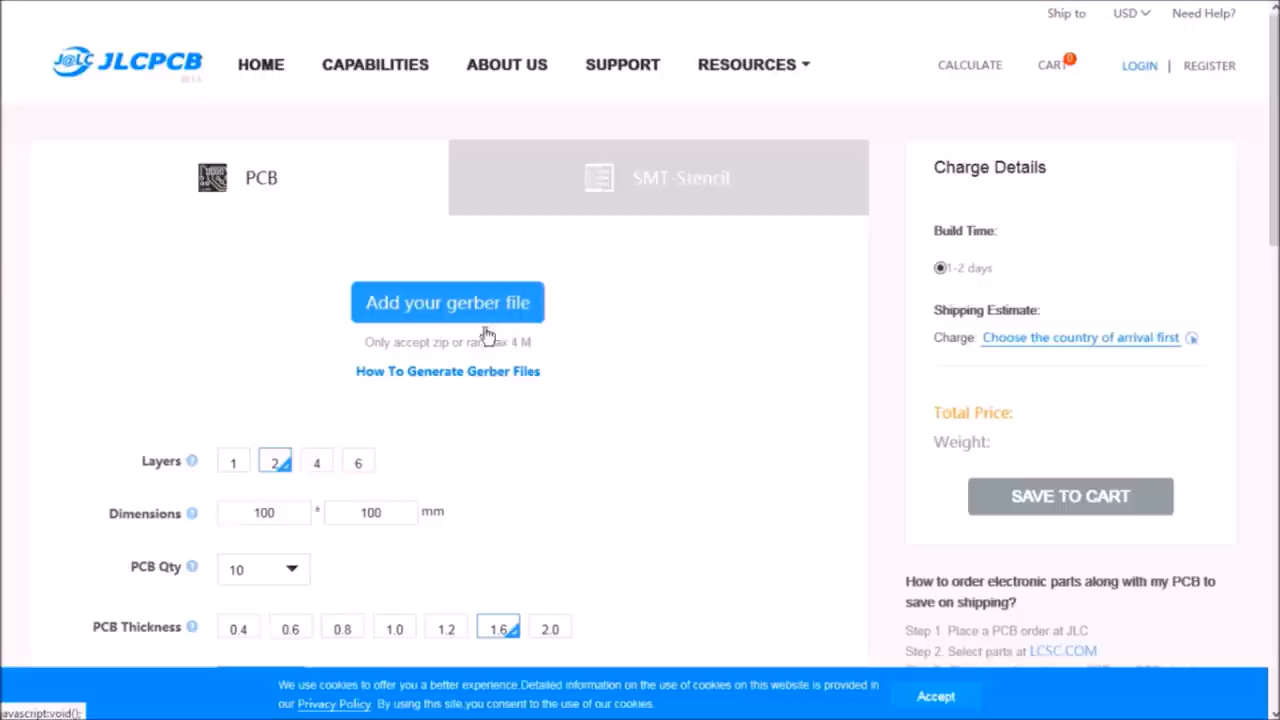 Ship to USD Need Help?
J@LC JLCPCB HOME CAPABILITIES ABOUT US SUPPORT RESOURCES CALCULATE CART 0 LOGIN | REGISTER
PCB SMT-Stencil
Charge Details
Build Time:
1-2 days
Add your gerber file
Only accept zip or 4 M
How To Generate Gerber Files
Shipping Estimate:
Charge: Choose the country of arrival first
Total Price:
Weight:
SAVE TO CART
Layers 1 2 4 6
Dimensions 100 * 100 mm
PCB Qty 10
PCB Thickness 0.4 0.6 0.8 1.0 1.2 1.6 2.0
How to order electronic parts along with my PCB to
save on shipping?
Step 1. Place a PCB order at JLC
Step 2. Select parts at LCSC.COM
We use cookies to offer you a better experience.Detailed information on the use of cookies on this website is provided in
our Privacy Policy. By using this site,you consent to the use of our cookies.
Accept
javascript:void();